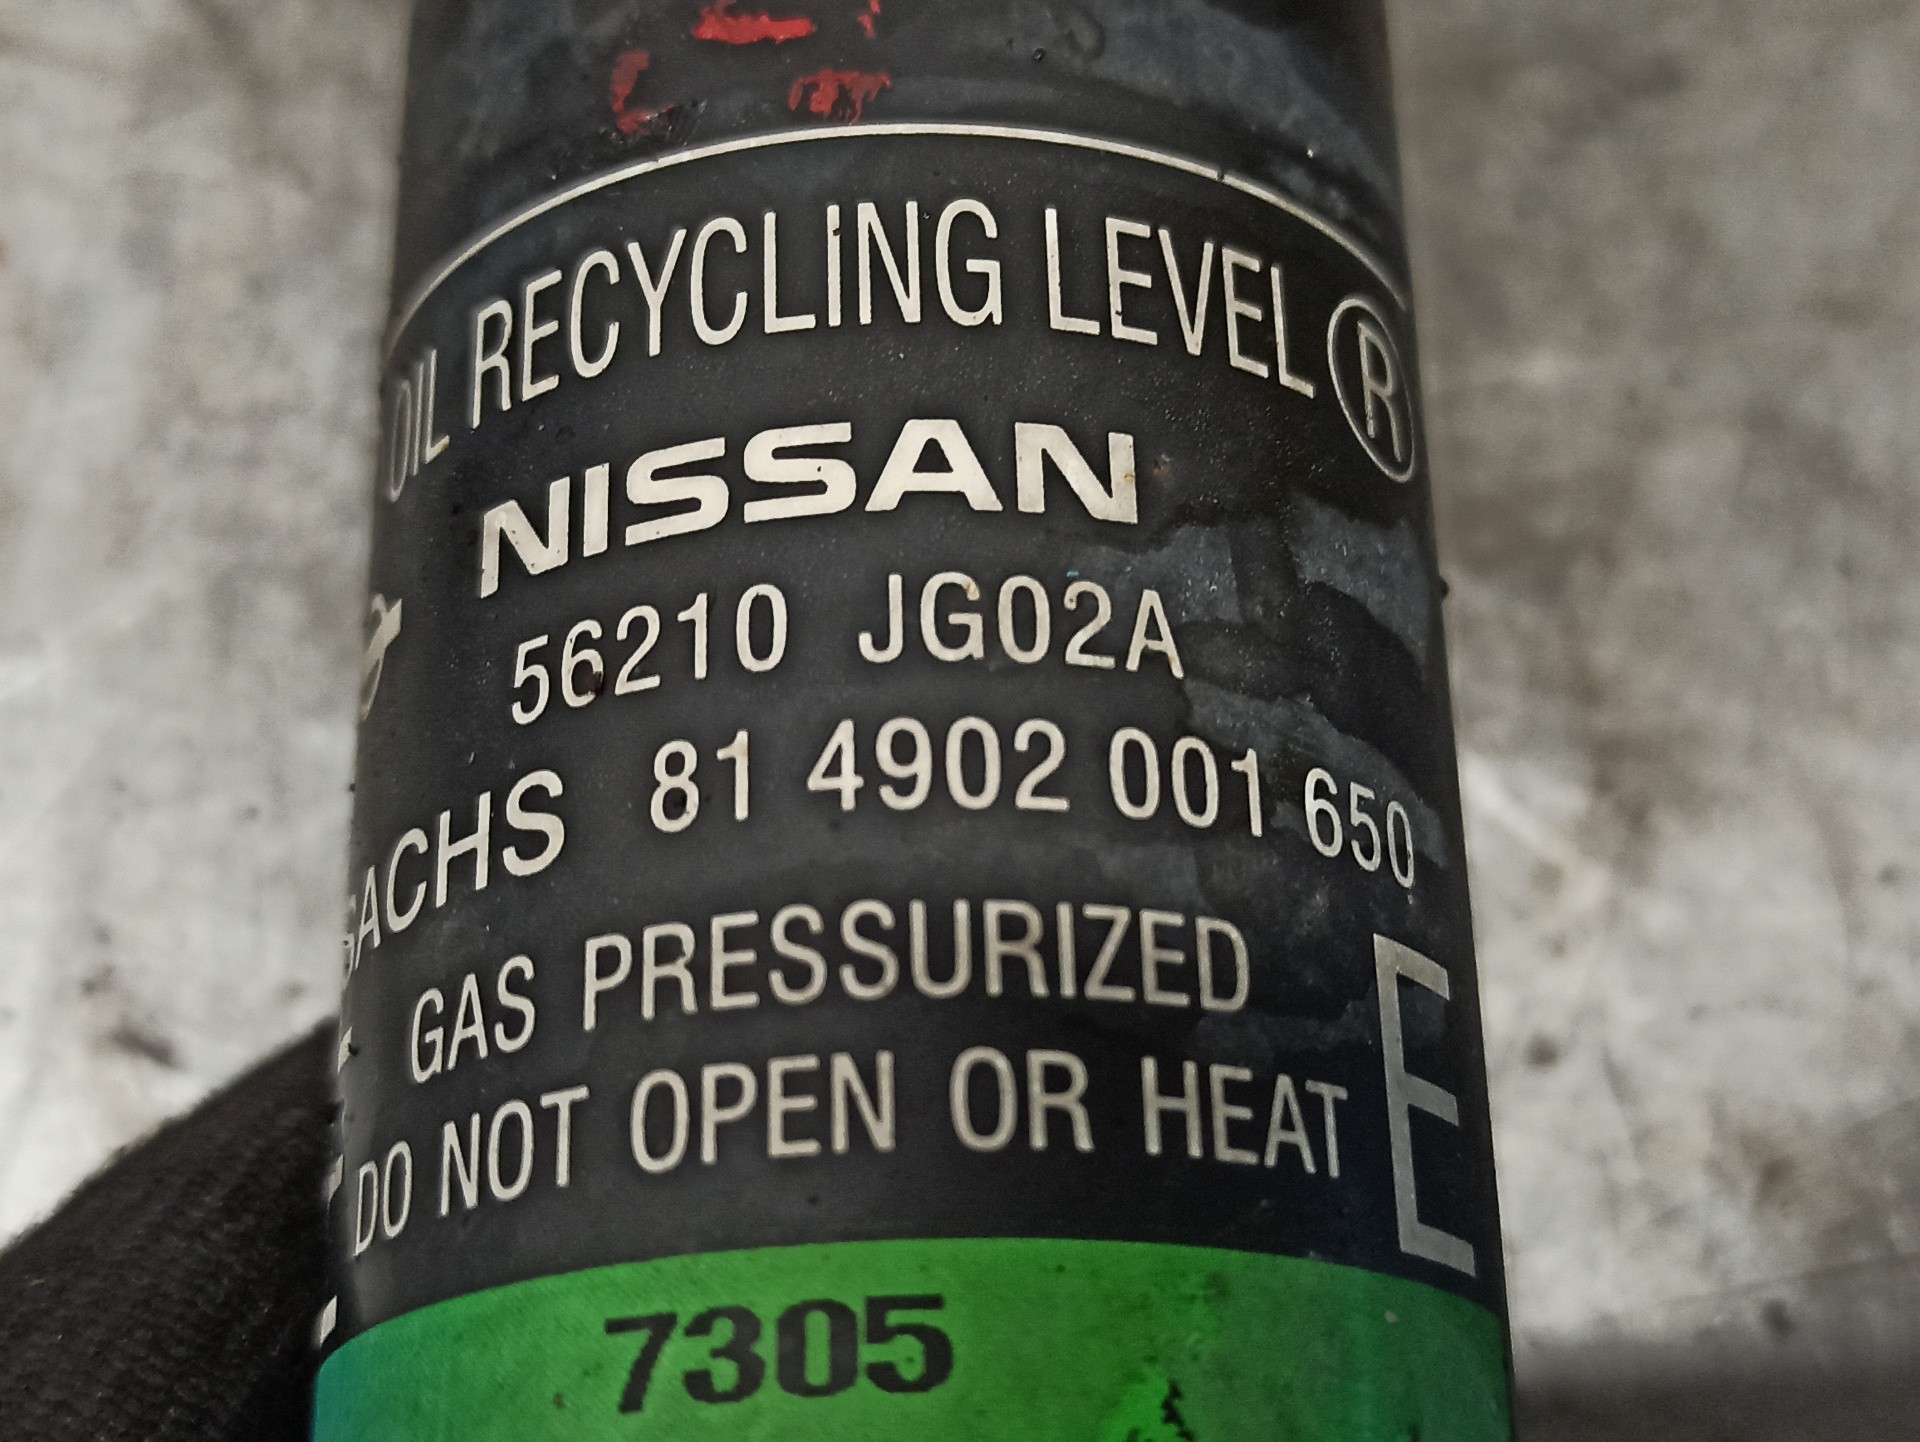 OIL RECYCLING LEVEL R
NISSAN
56210 JG02A
SACHS 81 4902 001 650
GAS PRESSURIZED
DO NOT OPEN OR HEAT
E
7305